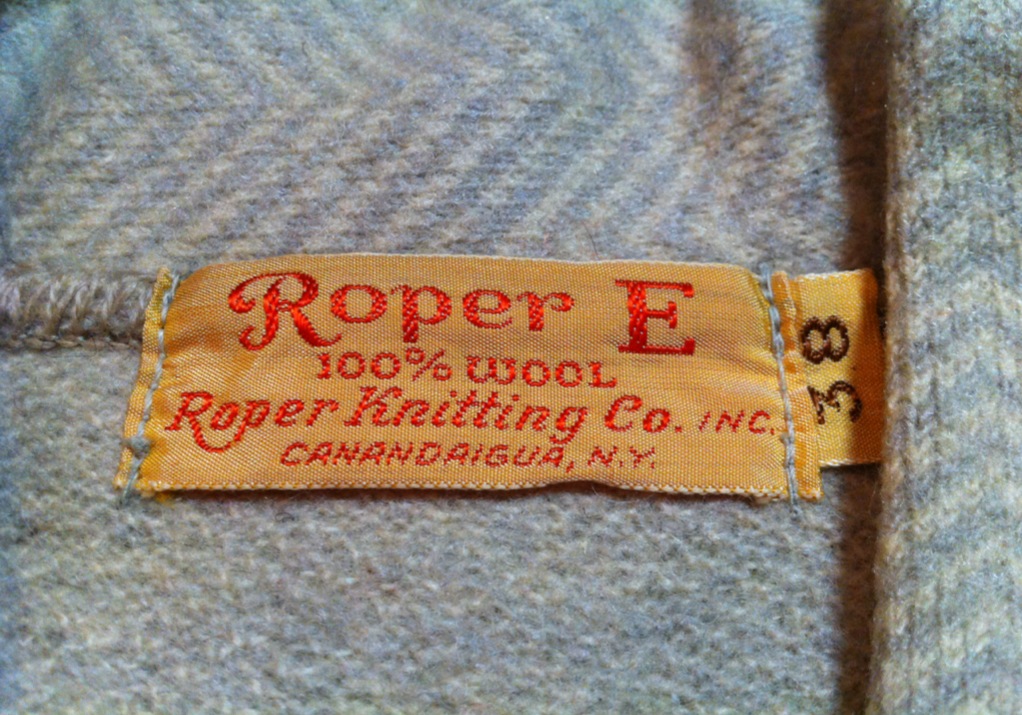 Roper E
100% WOOL
Roper Knitting Co. INC.
CANANDAIGUA, N.Y.
38